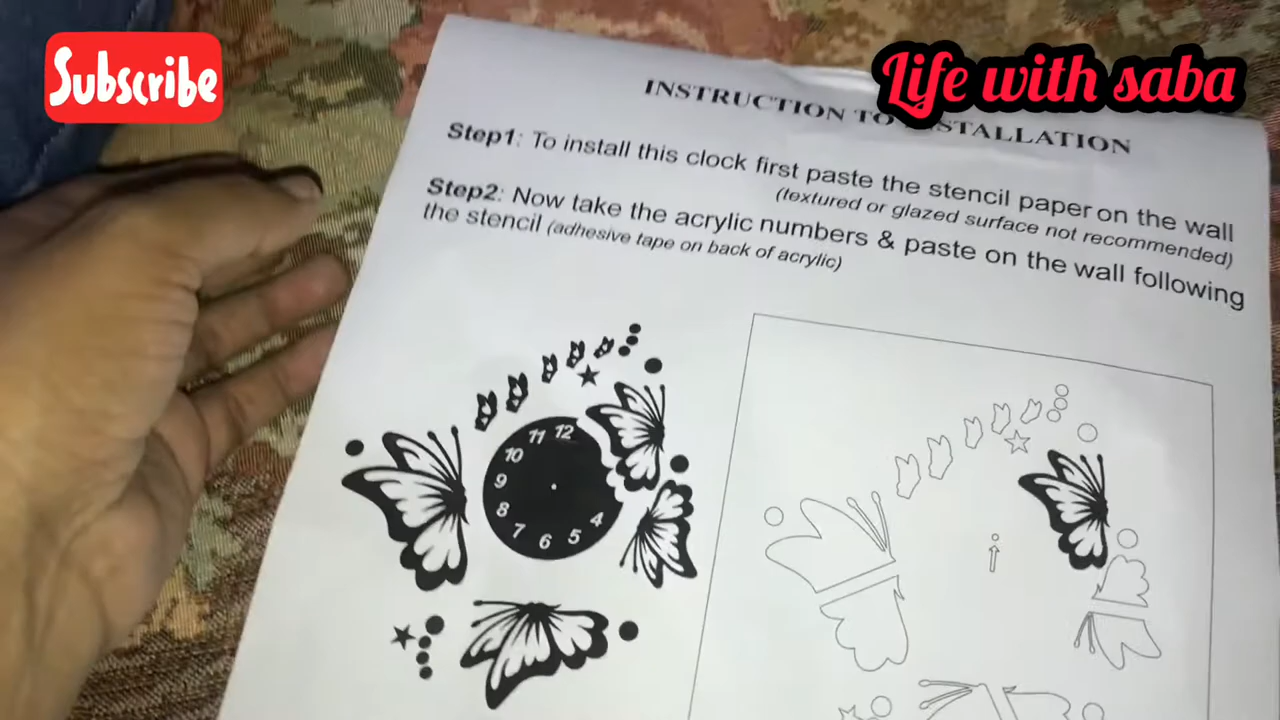 Subscribe
Life with saba
INSTRUCTION TO INSTALLATION
Step1: To install this clock first paste the stencil paper on the wall
(textured or glazed surface not recommended)
Step2: Now take the acrylic numbers & paste on the wall following
the stencil (adhesive tape on back of acrylic)
11 12
10
9
8
7
6
5
4